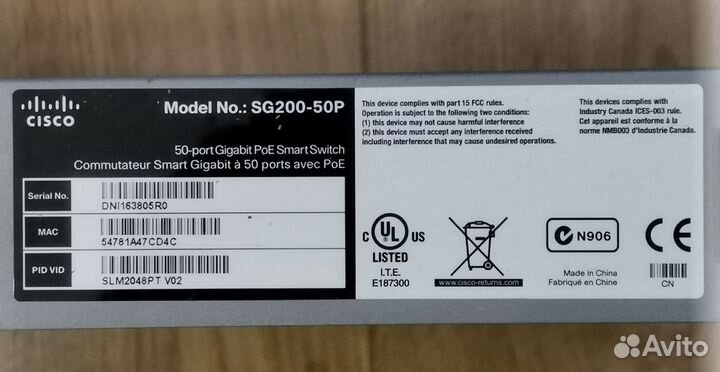 CISCO
Model No.: SG200-50P
50-port Gigabit PoE Smart Switch
Commutateur Smart Gigabit à 50 ports avec PoE
Serial No.
DNI163805R0
MAC
54781A47CD4C
PID VID
SLM2048PT V02
This device complies with part 15 FCC rules.
Operation is subject to the following two conditions:
(1) this device may not cause harmful interference
(2) this device must accept any interference received
including interference that may cause undesired operation.
This device complies with
Industry Canada ICES-003 rule.
Cet appareil est conforme à la
norme NMB003 d'Industrie Canada.
C UL US
LISTED
I.T.E.
E187300
www.cisco-returns.com
N906
Made in China
Fabriqué en Chine
CE
CN
Avito